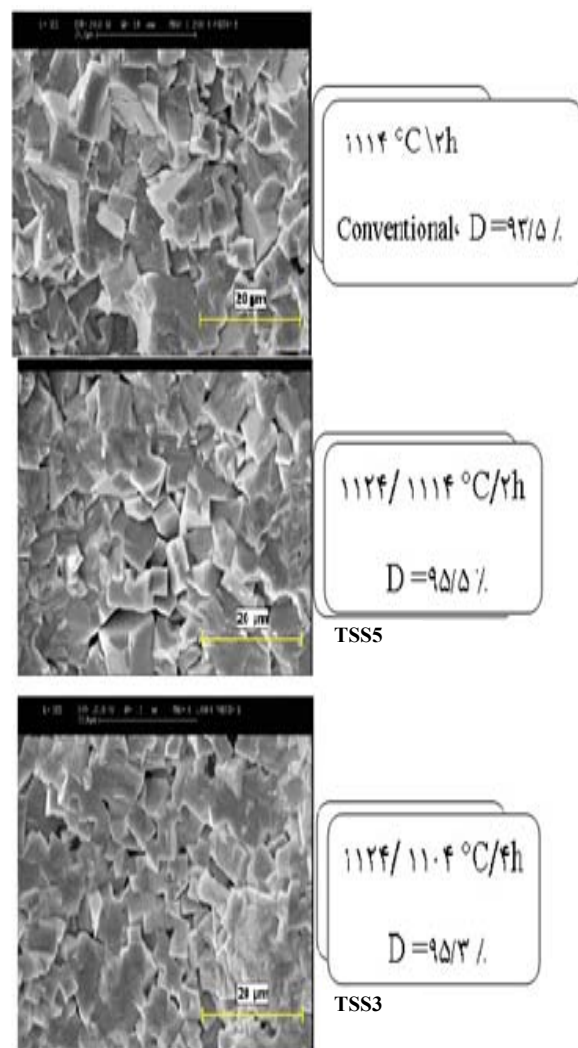 ۱۱۱۴ °C \۲h
Conventional، D =۹۳/۵ ٪
20 µm
۱۱۲۴/ ۱۱۱۴ °C/۲h
D =۹۵/۵ ٪
20 µm
TSS5
۱۱۲۴/ ۱۱۰۴ °C/۴h
D =۹۵/۳ ٪
20 µm
TSS3